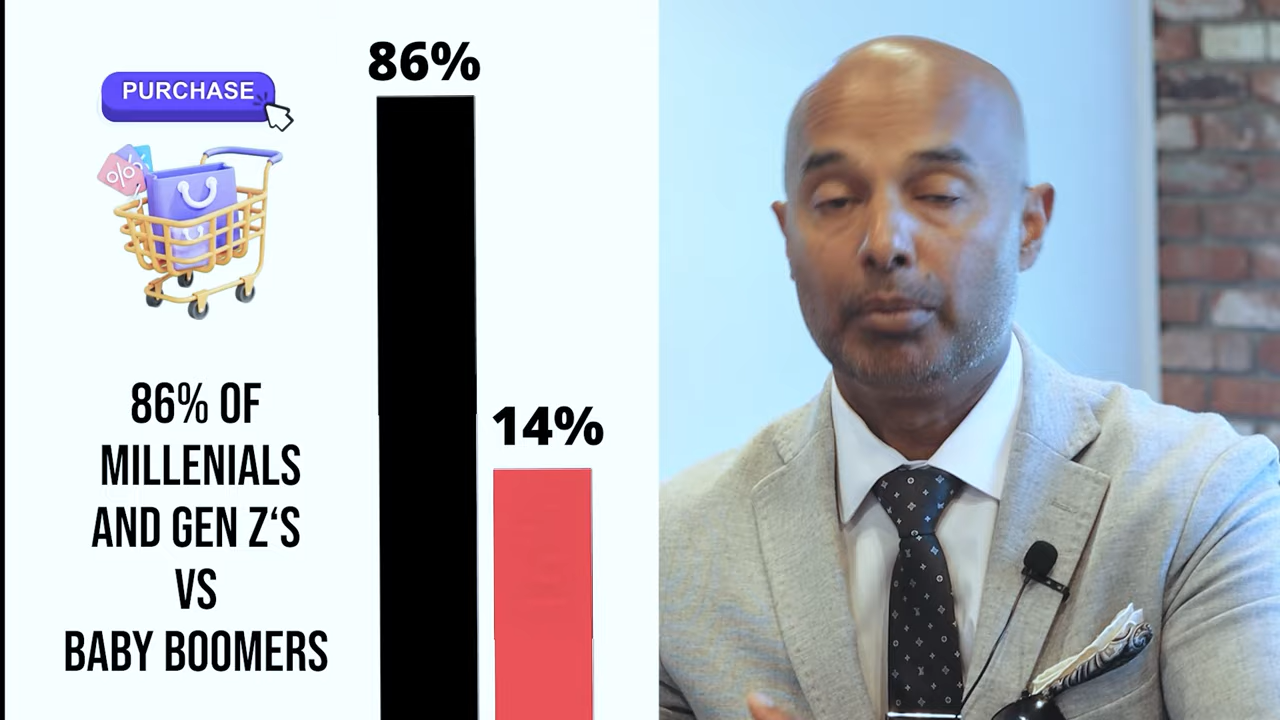 PURCHASE
%
86%
14%
86% OF
MILLENIALS
AND GEN Z‘S
VS
BABY BOOMERS